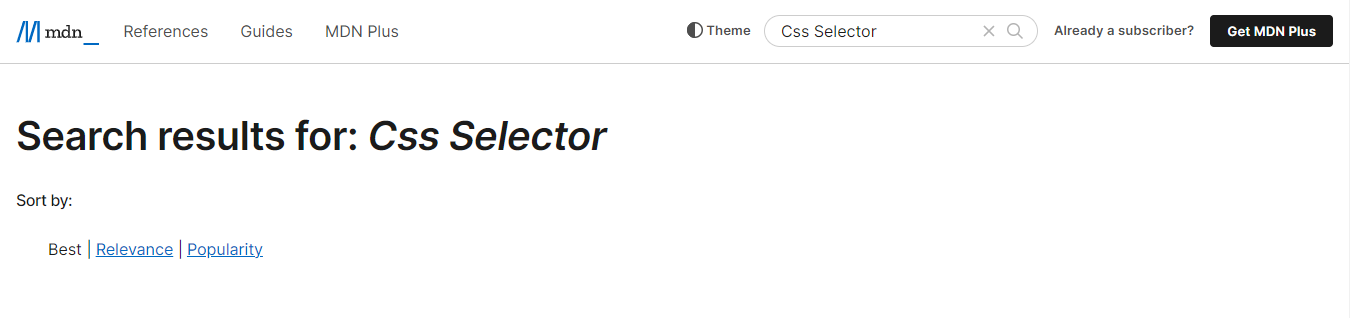 mdn_ References Guides MDN Plus Theme Css Selector Already a subscriber? Get MDN Plus
Search results for: Css Selector
Sort by:
Best | Relevance | Popularity